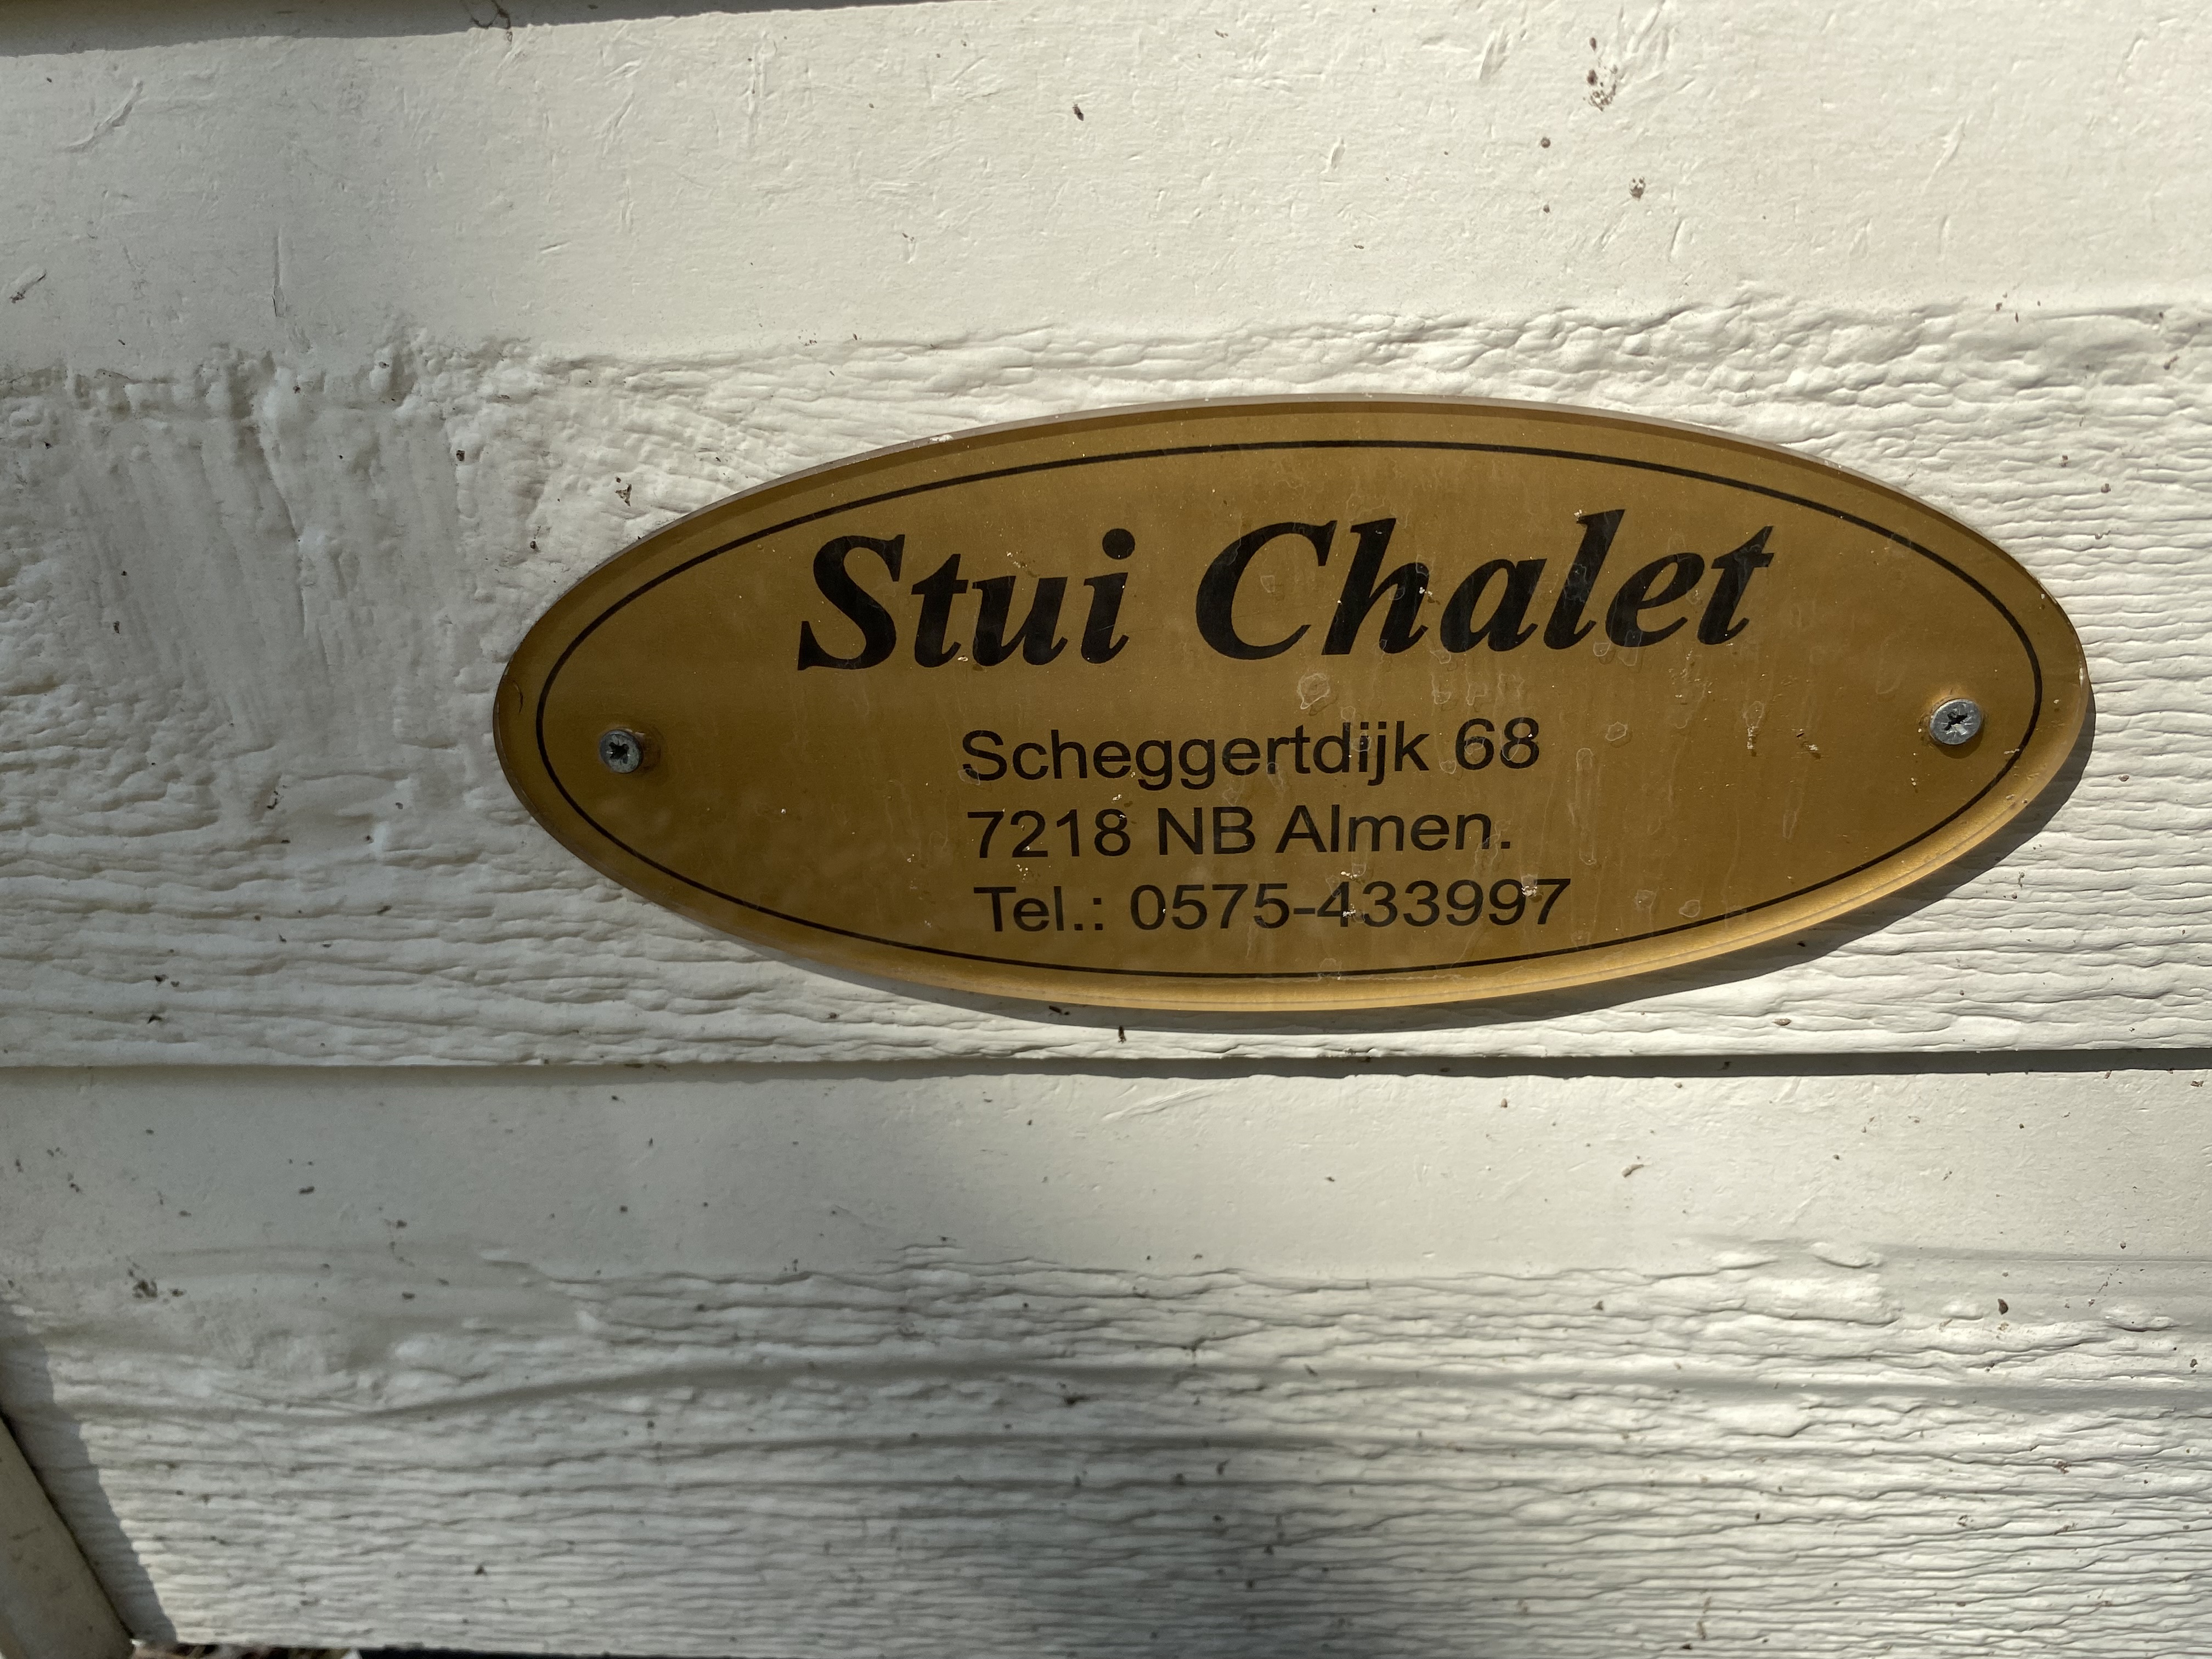 Stui Chalet
Scheggertdijk 68
7218 NB Almen.
Tel.: 0575-433997